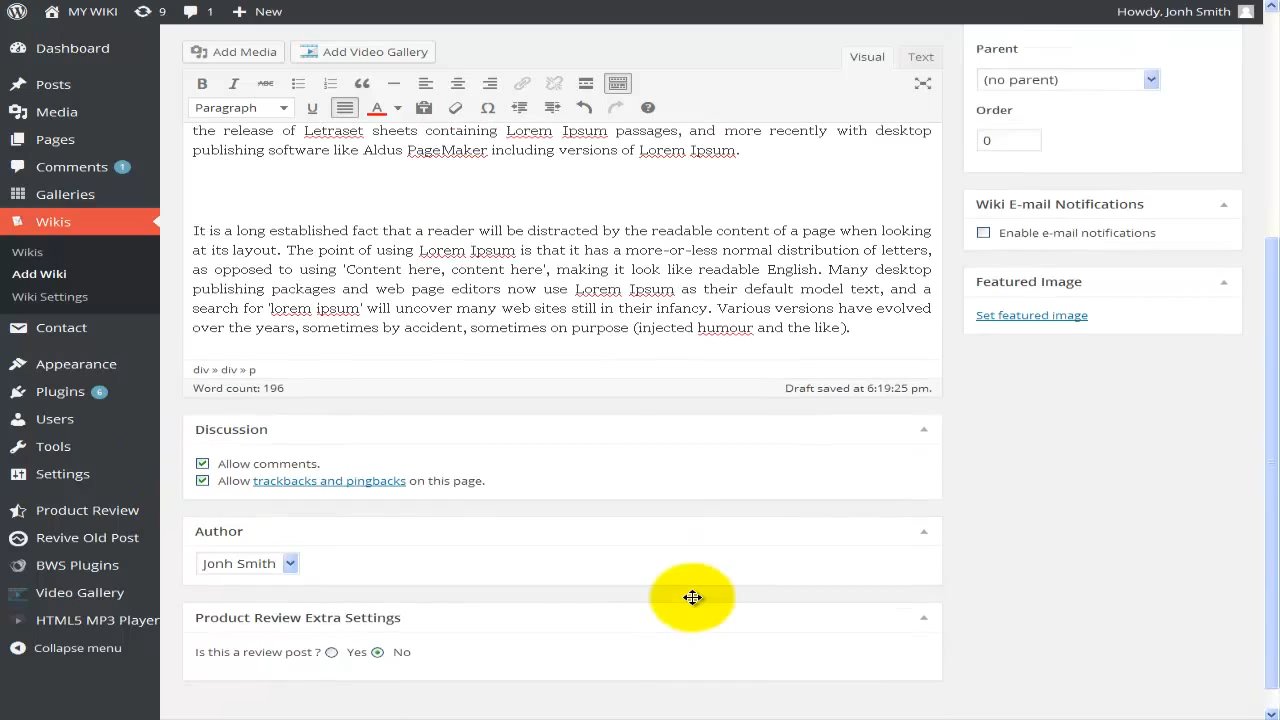 MY WIKI 9 1 New Howdy, Jonh Smith
Dashboard
Posts
Media
Pages
Comments 1
Galleries
Wikis
Wikis
Add Wiki
Wiki Settings
Contact
Appearance
Plugins 6
Users
Tools
Settings
Product Review
Revive Old Post
BWS Plugins
Video Gallery
HTML5 MP3 Player
Collapse menu
Add Media Add Video Gallery
Visual Text
B I ABC
Paragraph U A Ω
the release of Letraset sheets containing Lorem Ipsum passages, and more recently with desktop
publishing software like Aldus PageMaker including versions of Lorem Ipsum.
It is a long established fact that a reader will be distracted by the readable content of a page when looking
at its layout. The point of using Lorem Ipsum is that it has a more-or-less normal distribution of letters,
as opposed to using 'Content here, content here', making it look like readable English. Many desktop
publishing packages and web page editors now use Lorem Ipsum as their default model text, and a
search for 'lorem ipsum' will uncover many web sites still in their infancy. Various versions have evolved
over the years, sometimes by accident, sometimes on purpose (injected humour and the like).
div » div » p
Word count: 196 Draft saved at 6:19:25 pm.
Discussion
Allow comments.
Allow trackbacks and pingbacks on this page.
Author
Jonh Smith
Product Review Extra Settings
Is this a review post ? Yes No
Parent
(no parent)
Order
0
Wiki E-mail Notifications
Enable e-mail notifications
Featured Image
Set featured image